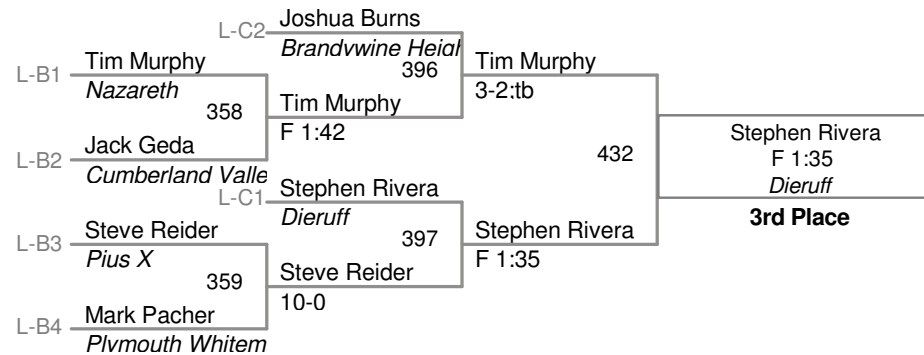 Joshua Burns
L-C2
Brandywine Heigh
Tim Murphy
396
Tim Murphy
L-B1
Nazareth
3-2;tb
358
Tim Murphy
F 1:42
Stephen Rivera
Jack Geda
432
F 1:35
L-B2
Cumberland Valle
Dieruff
L-C1
Stephen Rivera
3rd Place
Dieruff
Steve Reider
397
Stephen Rivera
L-B3
Pius X
F 1:35
359
Steve Reider
10-0
Mark Pacher
L-B4
Plymouth Whitem